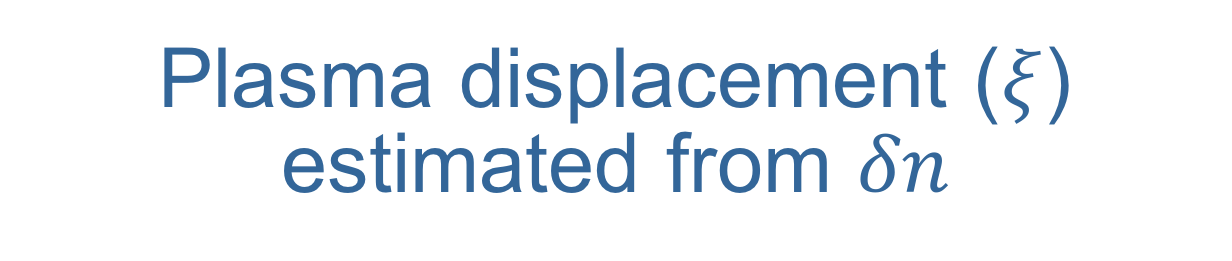 Plasma displacement (𝜉)
estimated from 𝛿𝑛